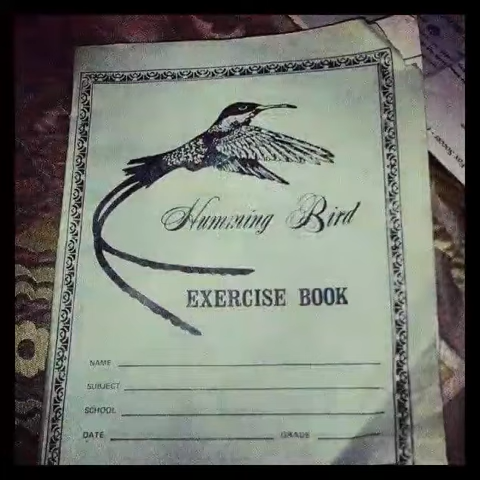 Humming Bird
EXERCISE BOOK
NAME
SUBJECT
SCHOOL
DATE GRADE